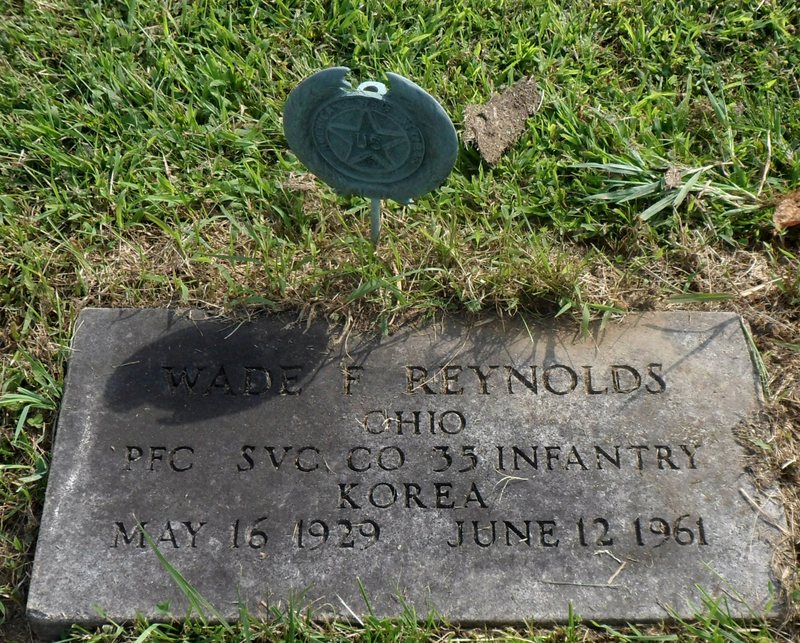 US
WADE F REYNOLDS
OHIO
PFC SVC CO 35 INFANTRY
KOREA
MAY 16 1929 JUNE 12 1961